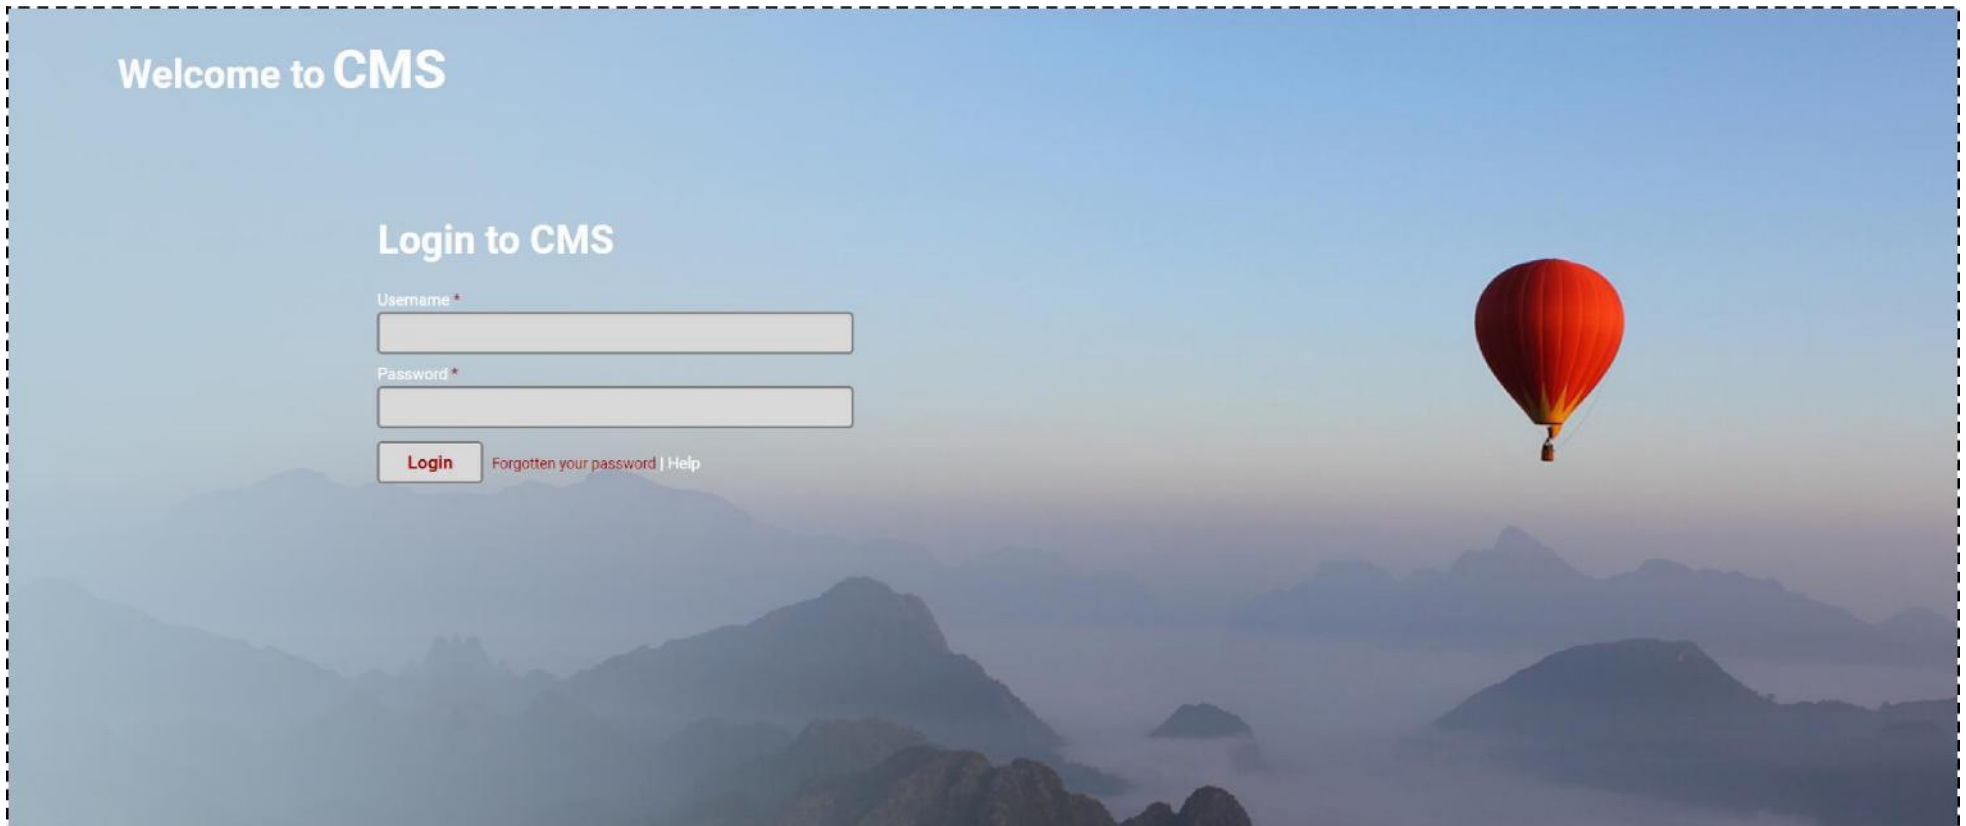 Welcome to CMS
Login to CMS
Username *
Password *
Login Forgotten your password | Help